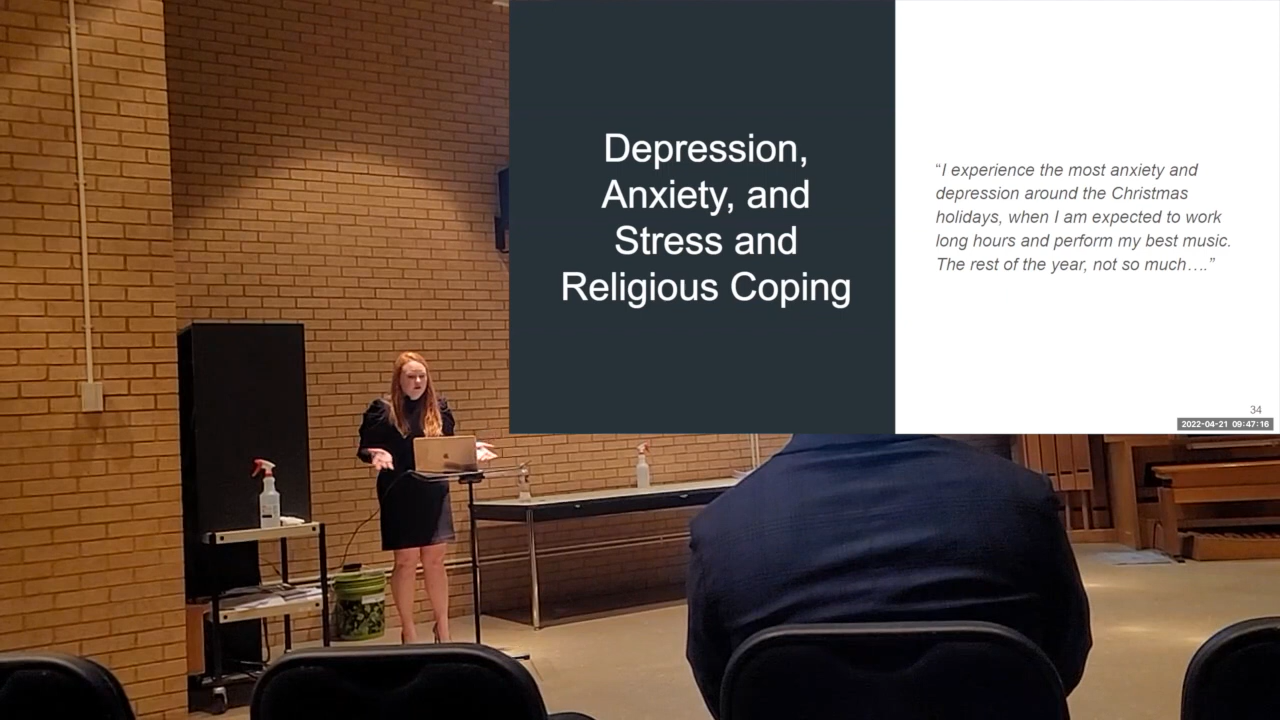 Depression,
Anxiety, and
Stress and
Religious Coping
“I experience the most anxiety and
depression around the Christmas
holidays, when I am expected to work
long hours and perform my best music.
The rest of the year, not so much….”
34
2022-04-21 09:47:16